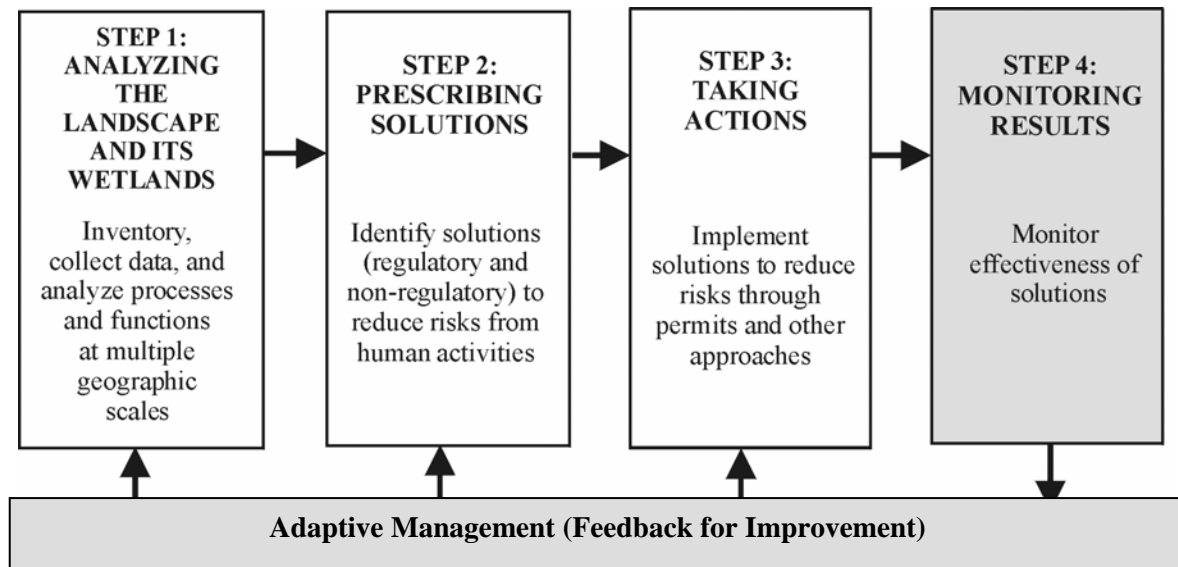 STEP 1:
ANALYZING
THE
LANDSCAPE
AND ITS
WETLANDS
Inventory,
collect data, and
analyze processes
and functions
at multiple
geographic
scales
STEP 2:
PRESCRIBING
SOLUTIONS
Identify solutions
(regulatory and
non-regulatory) to
reduce risks from
human activities
STEP 3:
TAKING
ACTIONS
Implement
solutions to reduce
risks through
permits and other
approaches
STEP 4:
MONITORING
RESULTS
Monitor
effectiveness of
solutions
Adaptive Management (Feedback for Improvement)